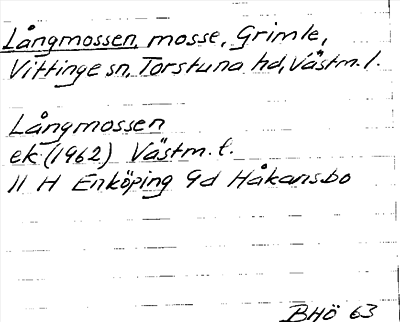 Långmossen, mosse, Grimle,
Vittinge sn, Torstuna hd, Västm. l.
Långmossen
ek. (1962) Västm. l.
11 H Enköping 9d Håkansbo
BHÖ 63